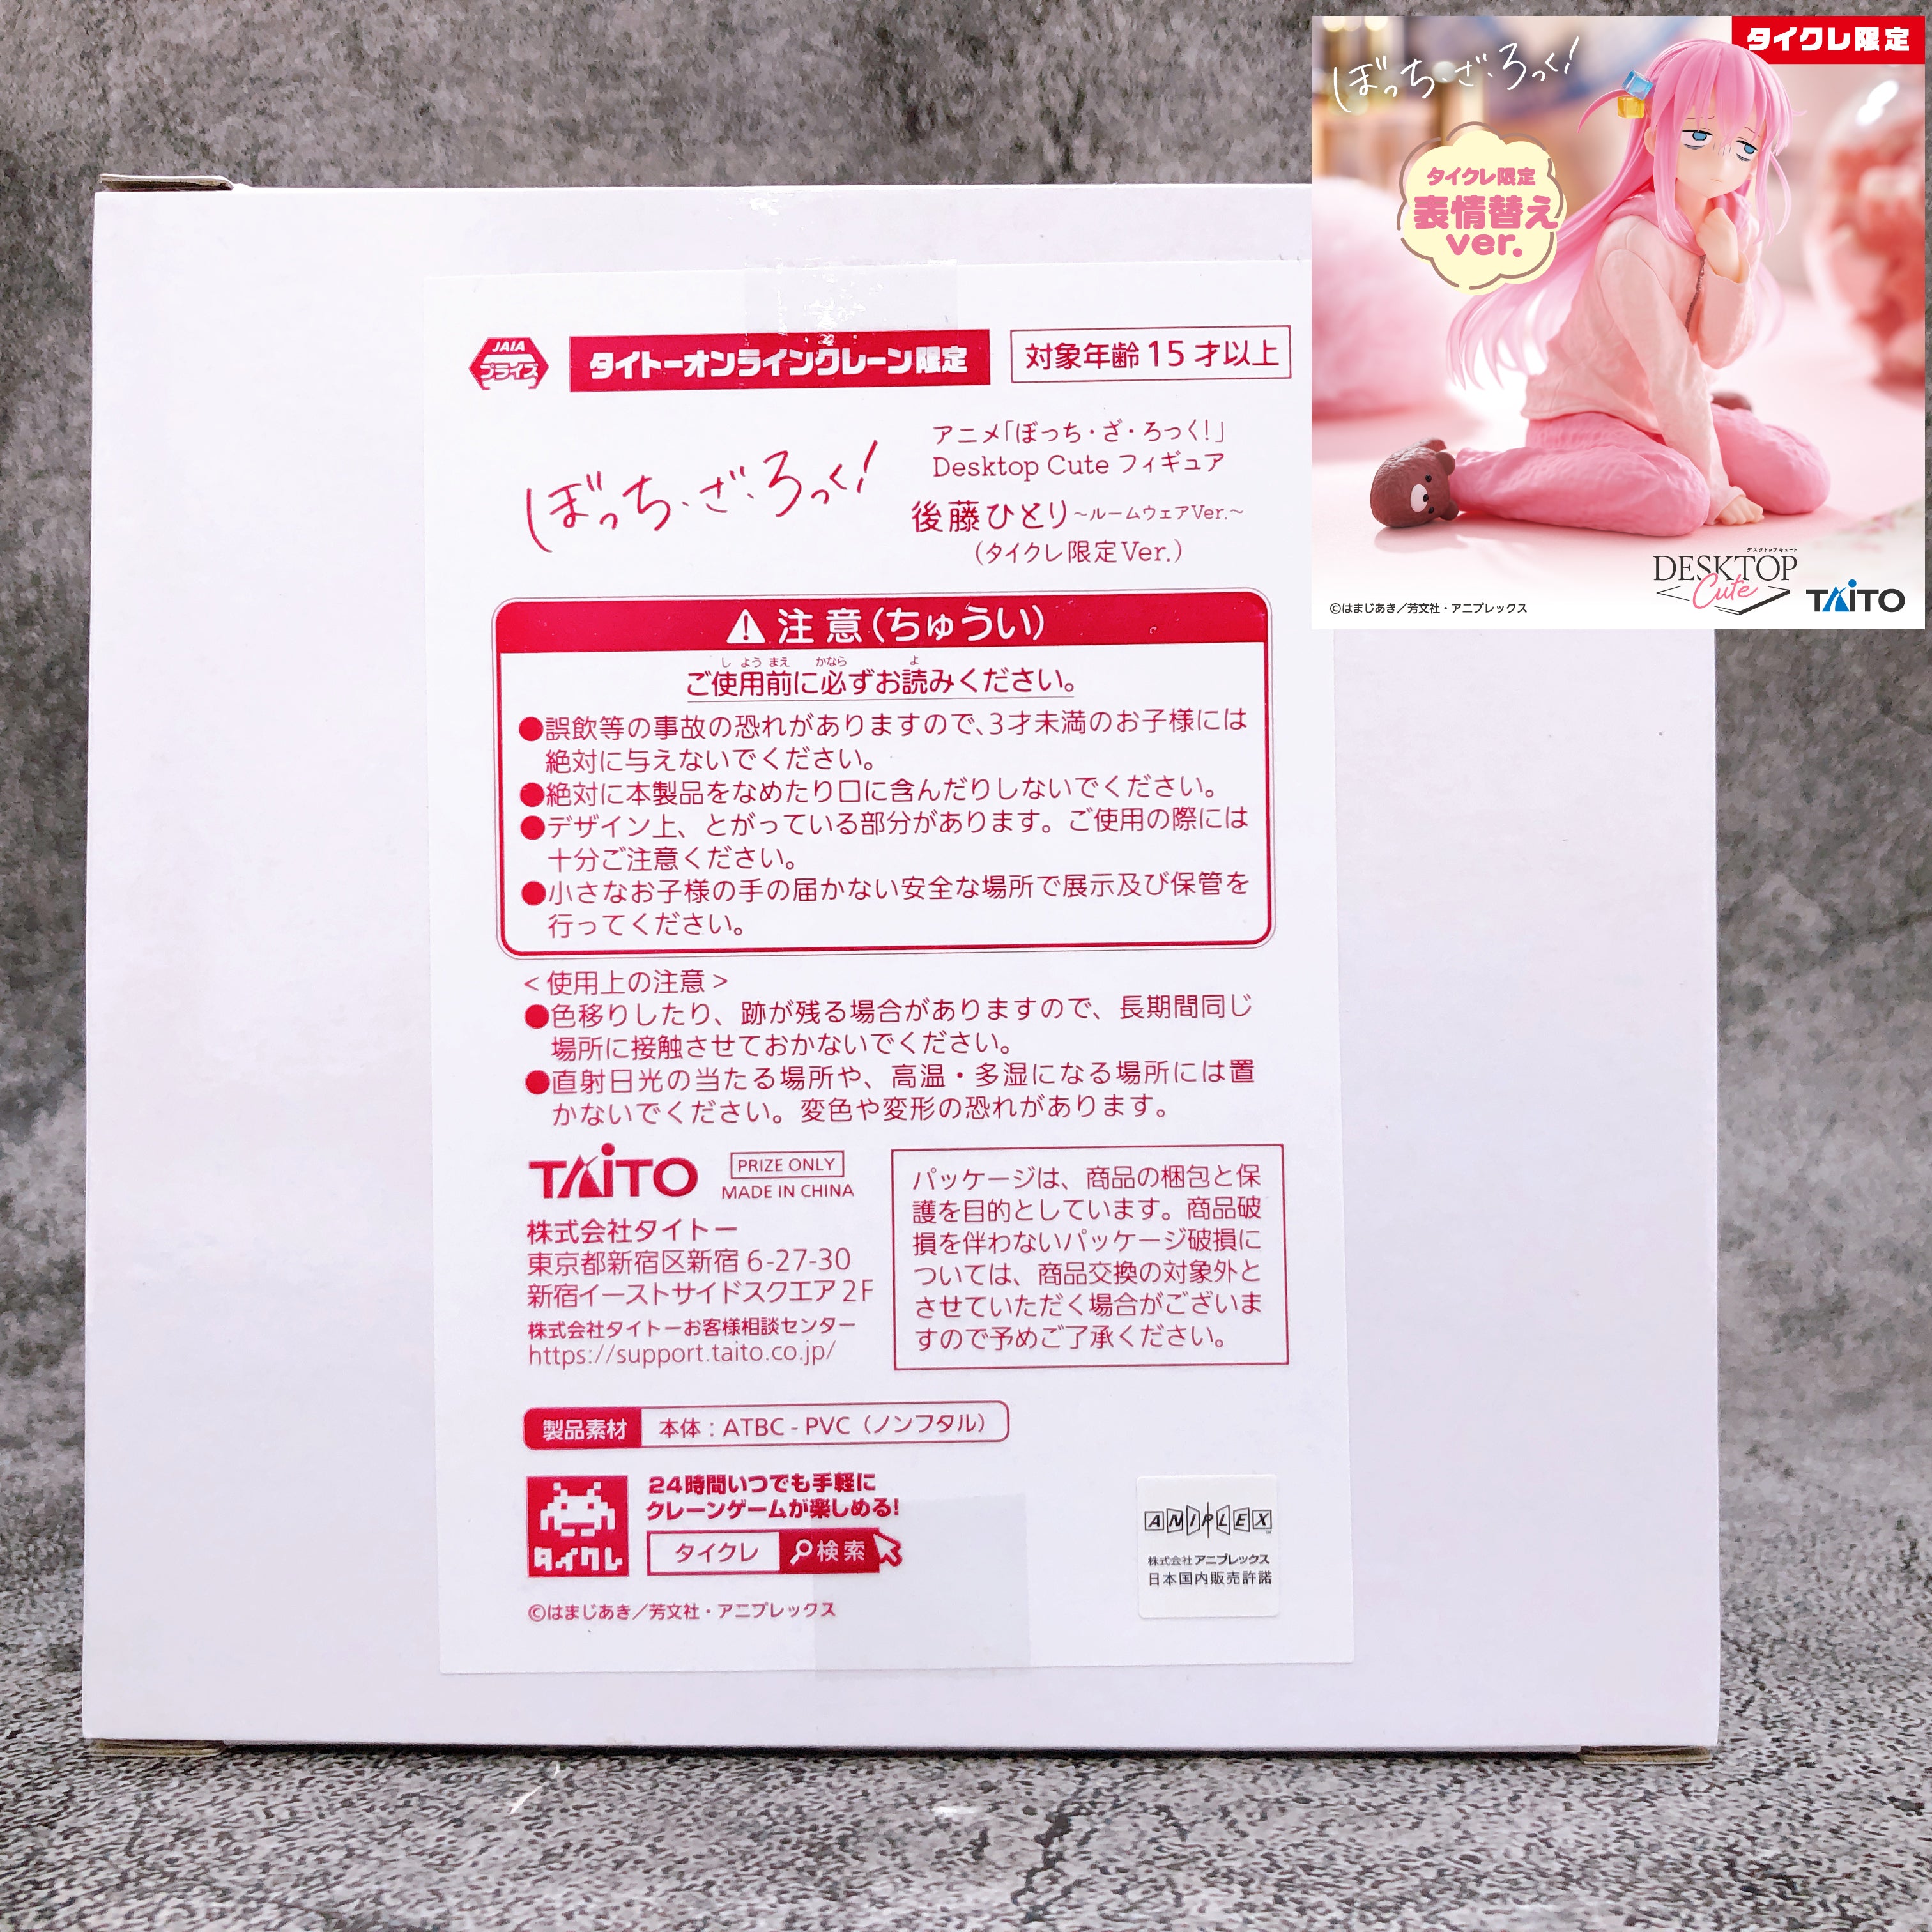 タイクレ限定
ぼっち・ざ・ろっく!
タイクレ限定
表情替え
ver.
デスクトップキュート
DESKTOP
Cute
TAITO
©はまじあき/芳文社・アニプレックス
JAIA
プライズ
タイトーオンラインクレーン限定
対象年齢15才以上
ぼっち・ざ・ろっく!
アニメ「ぼっち・ざ・ろっく!」
Desktop Cute フィギュア
後藤ひとり~ルームウェアVer.~
(タイクレ限定Ver.)
注意(ちゅうい)
しようまえ かなら よ
ご使用前に必ずお読みください。
●誤飲等の事故の恐れがありますので、3才未満のお子様には
絶対に与えないでください。
●絶対に本製品をなめたり口に含んだりしないでください。
●デザイン上、とがっている部分があります。ご使用の際には
十分ご注意ください。
●小さなお子様の手の届かない安全な場所で展示及び保管を
行ってください。
<使用上の注意>
●色移りしたり、跡が残る場合がありますので、長期間同じ
場所に接触させておかないでください。
●直射日光の当たる場所や、高温・多湿になる場所には置
かないでください。変色や変形の恐れがあります。
TAITO
PRIZE ONLY
MADE IN CHINA
株式会社タイトー
東京都新宿区新宿6-27-30
新宿イーストサイドスクエア2F
株式会社タイトーお客様相談センター
https://support.taito.co.jp/
パッケージは、商品の梱包と保
護を目的としています。商品破
損を伴わないパッケージ破損に
ついては、商品交換の対象外と
させていただく場合がございま
すので予めご了承ください。
製品素材 本体:ATBC-PVC(ノンフタル)
タイクレ
24時間いつでも手軽に
クレーンゲームが楽しめる!
タイクレ 検索
©はまじあき/芳文社・アニプレックス
ANIPLEX
株式会社アニプレックス
日本国内販売許諾